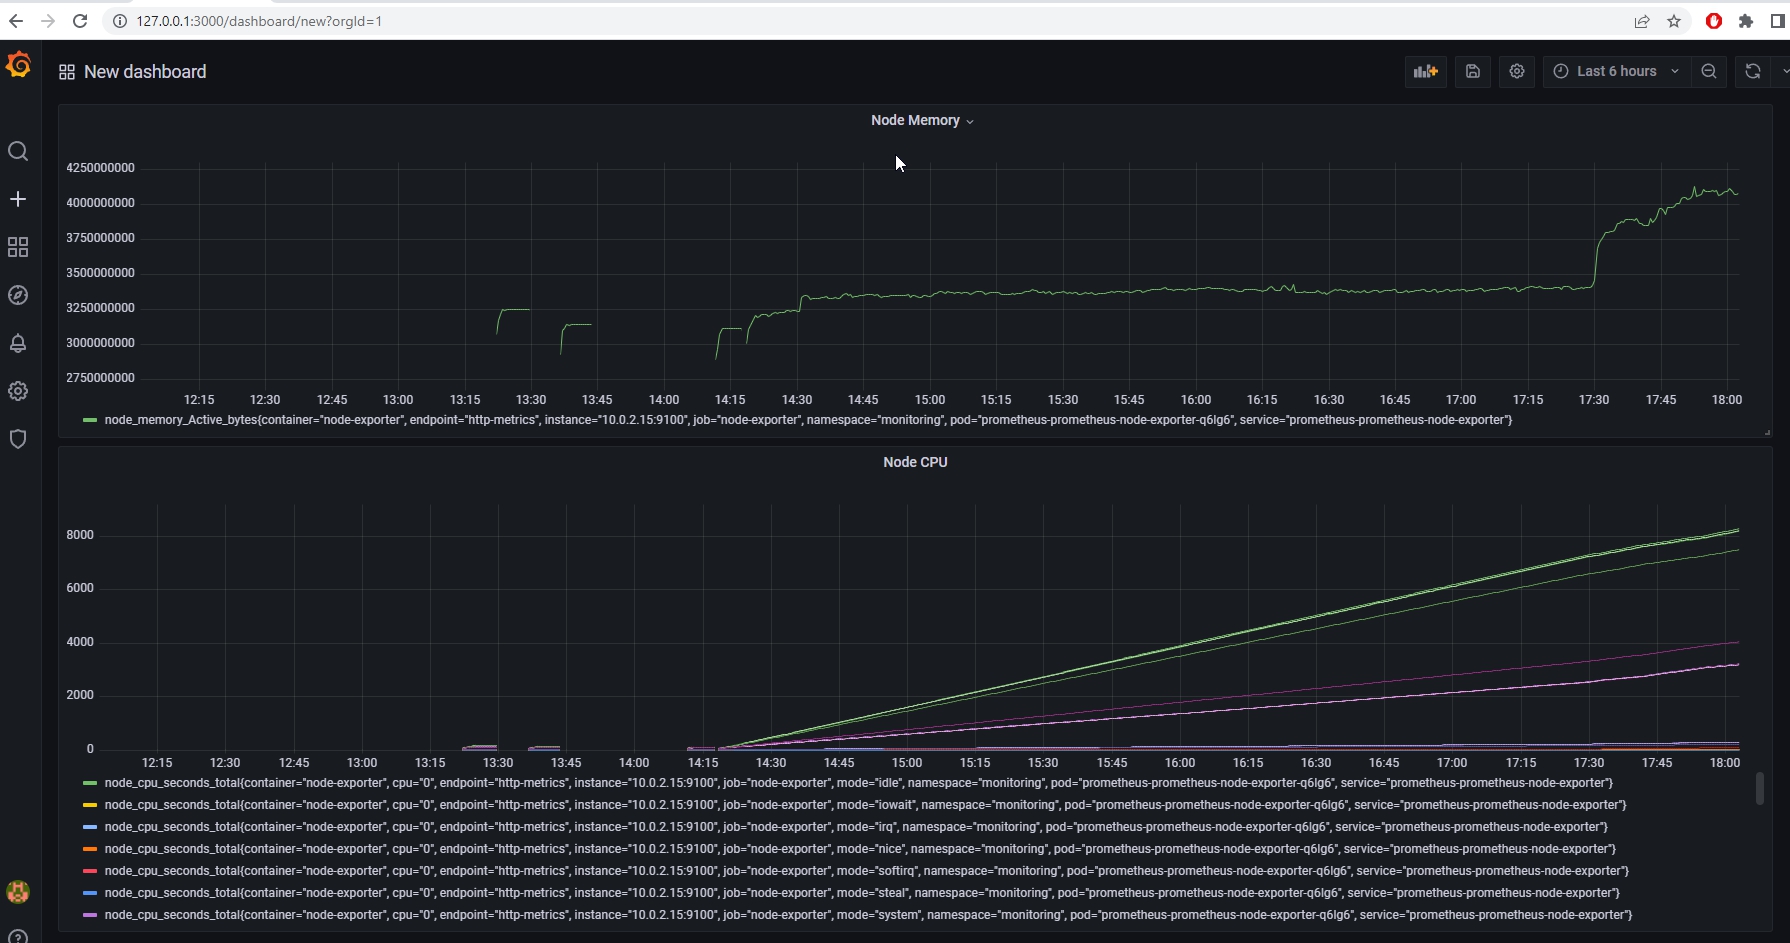 127.0.0.1:3000/dashboard/new?orgId=1
New dashboard
Last 6 hours
Node Memory
4250000000
4000000000
3750000000
3500000000
3250000000
3000000000
2750000000
12:15 12:30 12:45 13:00 13:15 13:30 13:45 14:00 14:15 14:30 14:45 15:00 15:15 15:30 15:45 16:00 16:15 16:30 16:45 17:00 17:15 17:30 17:45 18:00
node_memory_Active_bytes{container="node-exporter", endpoint="http-metrics", instance="10.0.2.15:9100", job="node-exporter", namespace="monitoring", pod="prometheus-prometheus-node-exporter-q6lg6", service="prometheus-prometheus-node-exporter"}
Node CPU
8000
6000
4000
2000
0
12:15 12:30 12:45 13:00 13:15 13:30 13:45 14:00 14:15 14:30 14:45 15:00 15:15 15:30 15:45 16:00 16:15 16:30 16:45 17:00 17:15 17:30 17:45 18:00
node_cpu_seconds_total{container="node-exporter", cpu="0", endpoint="http-metrics", instance="10.0.2.15:9100", job="node-exporter", mode="idle", namespace="monitoring", pod="prometheus-prometheus-node-exporter-q6lg6", service="prometheus-prometheus-node-exporter"}
node_cpu_seconds_total{container="node-exporter", cpu="0", endpoint="http-metrics", instance="10.0.2.15:9100", job="node-exporter", mode="iowait", namespace="monitoring", pod="prometheus-prometheus-node-exporter-q6lg6", service="prometheus-prometheus-node-exporter"}
node_cpu_seconds_total{container="node-exporter", cpu="0", endpoint="http-metrics", instance="10.0.2.15:9100", job="node-exporter", mode="irq", namespace="monitoring", pod="prometheus-prometheus-node-exporter-q6lg6", service="prometheus-prometheus-node-exporter"}
node_cpu_seconds_total{container="node-exporter", cpu="0", endpoint="http-metrics", instance="10.0.2.15:9100", job="node-exporter", mode="nice", namespace="monitoring", pod="prometheus-prometheus-node-exporter-q6lg6", service="prometheus-prometheus-node-exporter"}
node_cpu_seconds_total{container="node-exporter", cpu="0", endpoint="http-metrics", instance="10.0.2.15:9100", job="node-exporter", mode="softirq", namespace="monitoring", pod="prometheus-prometheus-node-exporter-q6lg6", service="prometheus-prometheus-node-exporter"}
node_cpu_seconds_total{container="node-exporter", cpu="0", endpoint="http-metrics", instance="10.0.2.15:9100", job="node-exporter", mode="steal", namespace="monitoring", pod="prometheus-prometheus-node-exporter-q6lg6", service="prometheus-prometheus-node-exporter"}
node_cpu_seconds_total{container="node-exporter", cpu="0", endpoint="http-metrics", instance="10.0.2.15:9100", job="node-exporter", mode="system", namespace="monitoring", pod="prometheus-prometheus-node-exporter-q6lg6", service="prometheus-prometheus-node-exporter"}